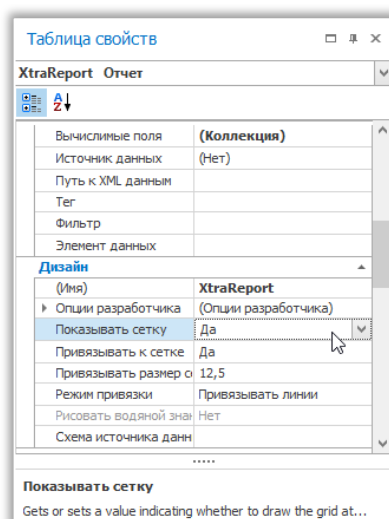 Таблица свойств
XtraReport Отчет
Вычислимые поля (Коллекция)
Источник данных (Нет)
Путь к XML данным
Тег
Фильтр
Элемент данных
Дизайн
(Имя) XtraReport
Опции разработчика (Опции разработчика)
Показывать сетку Да
Привязывать к сетке Да
Привязывать размер се 12,5
Режим привязки Привязывать линии
Рисовать водяной знак Нет
Схема источника данн
Показывать сетку
Gets or sets a value indicating whether to draw the grid at...